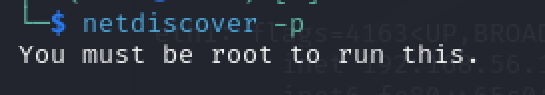 └─$ netdiscover -p
You must be root to run this.